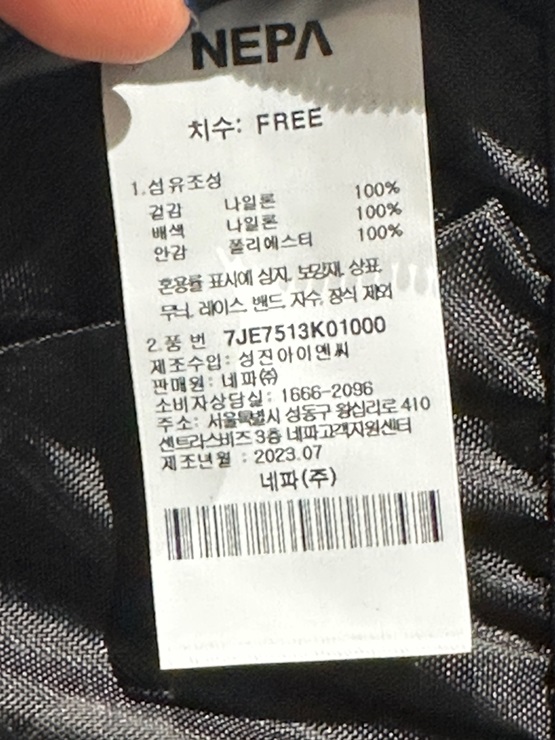 NEPA
치수: FREE
1.섬유조성
겉감 나일론 100%
배색 나일론 100%
안감 폴리에스터 100%
혼용률 표시에 심지, 보강재, 상표,
무늬, 레이스, 밴드, 자수, 장식 제외
2.품 번 7JE7513K01000
제조수입: 성진아이앤씨
판매원: 네파㈜
소비자상담실: 1666-2096
주소: 서울특별시 성동구 왕십리로 410
센트라스비즈 3층 네파고객지원센터
제조년월 : 2023.07
네파(주)